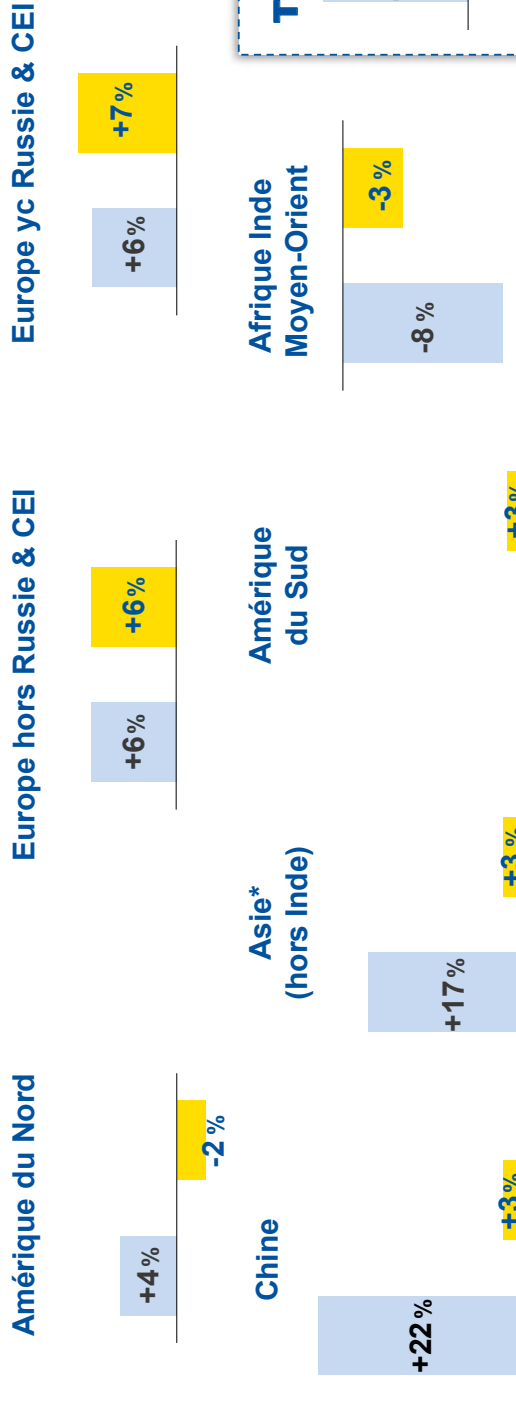 Amérique du Nord
+4%
-2 %
Europe hors Russie & CEI
+6%
+6%
Europe yc Russie & CEI
+6%
+7%
Chine
+22%
+3%
Asie*
(hors Inde)
+17%
+3%
Amérique
du Sud
+3%
Afrique Inde
Moyen-Orient
-8 %
-3 %
T